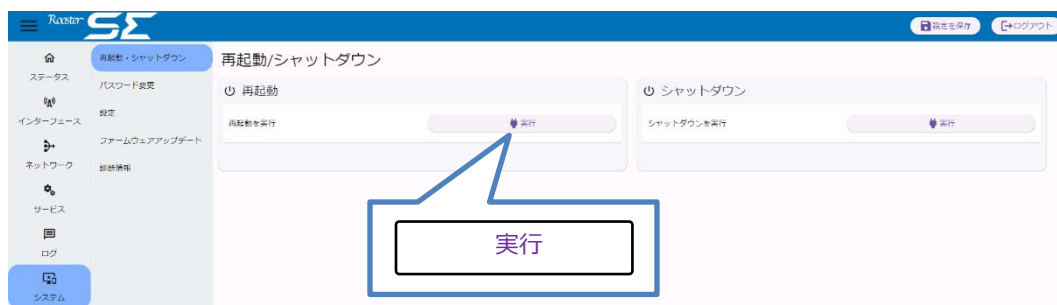 Rooster SΣ
設定を保存
ログアウト
ステータス
インターフェース
ネットワーク
サービス
ログ
システム
再起動・シャットダウン
パスワード変更
設定
ファームウェアアップデート
診断情報
再起動/シャットダウン
再起動
再起動を実行
実行
シャットダウン
シャットダウンを実行
実行
実行